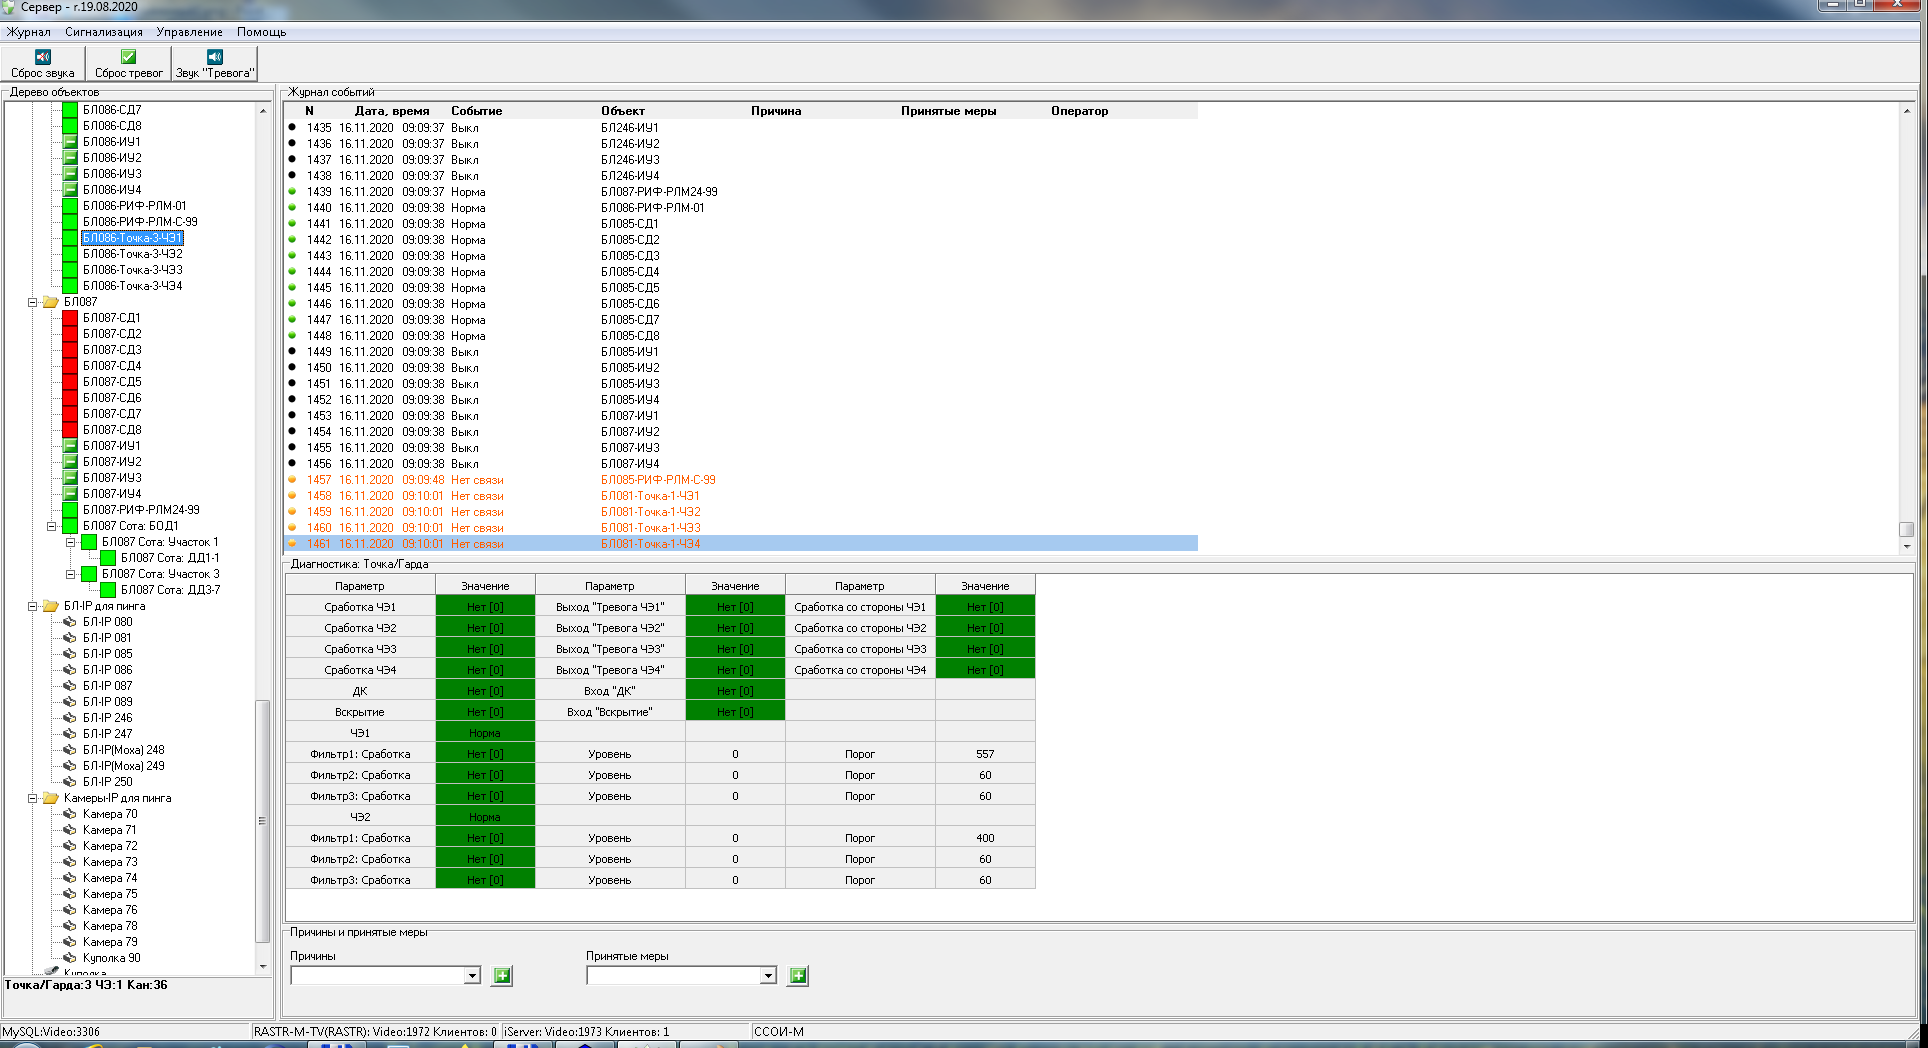 Сервер - r.19.08.2020
Журнал Сигнализация Управление Помощь
Сброс звука Сброс тревог Звук "Тревога"
Дерево объектов
БЛ086-СД7
БЛ086-СД8
БЛ086-ИУ1
БЛ086-ИУ2
БЛ086-ИУ3
БЛ086-ИУ4
БЛ086-РИФ-РЛМ-01
БЛ086-РИФ-РЛМ-С-99
БЛ086-Точка-3-ЧЭ1
БЛ086-Точка-3-ЧЭ2
БЛ086-Точка-3-ЧЭ3
БЛ086-Точка-3-ЧЭ4
БЛ087
БЛ087-СД1
БЛ087-СД2
БЛ087-СД3
БЛ087-СД4
БЛ087-СД5
БЛ087-СД6
БЛ087-СД7
БЛ087-СД8
БЛ087-ИУ1
БЛ087-ИУ2
БЛ087-ИУ3
БЛ087-ИУ4
БЛ087-РИФ-РЛМ24-99
БЛ087 Сота: БОД1
БЛ087 Сота: Участок 1
БЛ087 Сота: ДД1-1
БЛ087 Сота: Участок 3
БЛ087 Сота: ДД3-7
БЛ-IP для пинга
БЛ-IP 080
БЛ-IP 081
БЛ-IP 085
БЛ-IP 086
БЛ-IP 087
БЛ-IP 089
БЛ-IP 246
БЛ-IP 247
БЛ-IP(Моха) 248
БЛ-IP(Моха) 249
БЛ-IP 250
Камеры-IP для пинга
Камера 70
Камера 71
Камера 72
Камера 73
Камера 74
Камера 75
Камера 76
Камера 78
Камера 79
Куполка 90
Куполка
Точка/Гарда:3 ЧЭ:1 Кан:36
Журнал событий
N Дата, время Событие Объект Причина Принятые меры Оператор
1435 16.11.2020 09:09:37 Выкл БЛ246-ИУ1
1436 16.11.2020 09:09:37 Выкл БЛ246-ИУ2
1437 16.11.2020 09:09:37 Выкл БЛ246-ИУ3
1438 16.11.2020 09:09:37 Выкл БЛ246-ИУ4
1439 16.11.2020 09:09:37 Норма БЛ087-РИФ-РЛМ24-99
1440 16.11.2020 09:09:38 Норма БЛ086-РИФ-РЛМ-01
1441 16.11.2020 09:09:38 Норма БЛ085-СД1
1442 16.11.2020 09:09:38 Норма БЛ085-СД2
1443 16.11.2020 09:09:38 Норма БЛ085-СД3
1444 16.11.2020 09:09:38 Норма БЛ085-СД4
1445 16.11.2020 09:09:38 Норма БЛ085-СД5
1446 16.11.2020 09:09:38 Норма БЛ085-СД6
1447 16.11.2020 09:09:38 Норма БЛ085-СД7
1448 16.11.2020 09:09:38 Норма БЛ085-СД8
1449 16.11.2020 09:09:38 Выкл БЛ085-ИУ1
1450 16.11.2020 09:09:38 Выкл БЛ085-ИУ2
1451 16.11.2020 09:09:38 Выкл БЛ085-ИУ3
1452 16.11.2020 09:09:38 Выкл БЛ085-ИУ4
1453 16.11.2020 09:09:38 Выкл БЛ087-ИУ1
1454 16.11.2020 09:09:38 Выкл БЛ087-ИУ2
1455 16.11.2020 09:09:38 Выкл БЛ087-ИУ3
1456 16.11.2020 09:09:38 Выкл БЛ087-ИУ4
1457 16.11.2020 09:09:48 Нет связи БЛ085-РИФ-РЛМ-С-99
1458 16.11.2020 09:10:01 Нет связи БЛ081-Точка-1-ЧЭ1
1459 16.11.2020 09:10:01 Нет связи БЛ081-Точка-1-ЧЭ2
1460 16.11.2020 09:10:01 Нет связи БЛ081-Точка-1-ЧЭ3
1461 16.11.2020 09:10:01 Нет связи БЛ081-Точка-1-ЧЭ4
Диагностика: Точка/Гарда
Параметр Значение Параметр Значение Параметр Значение
Сработка ЧЭ1 Нет [0] Выход "Тревога ЧЭ1" Нет [0] Сработка со стороны ЧЭ1 Нет [0]
Сработка ЧЭ2 Нет [0] Выход "Тревога ЧЭ2" Нет [0] Сработка со стороны ЧЭ2 Нет [0]
Сработка ЧЭ3 Нет [0] Выход "Тревога ЧЭ3" Нет [0] Сработка со стороны ЧЭ3 Нет [0]
Сработка ЧЭ4 Нет [0] Выход "Тревога ЧЭ4" Нет [0] Сработка со стороны ЧЭ4 Нет [0]
ДК Нет [0] Вход "ДК" Нет [0]
Вскрытие Нет [0] Вход "Вскрытие" Нет [0]
ЧЭ1 Норма
Фильтр1: Сработка Нет [0] Уровень 0 Порог 557
Фильтр2: Сработка Нет [0] Уровень 0 Порог 60
Фильтр3: Сработка Нет [0] Уровень 0 Порог 60
ЧЭ2 Норма
Фильтр1: Сработка Нет [0] Уровень 0 Порог 400
Фильтр2: Сработка Нет [0] Уровень 0 Порог 60
Фильтр3: Сработка Нет [0] Уровень 0 Порог 60
Причины и принятые меры
Причины Принятые меры
MySQL:Video:3306 RASTR-M-TV(RASTR): Video:1972 Клиентов: 0 iServer: Video:1973 Клиентов: 1 ССОИ-М